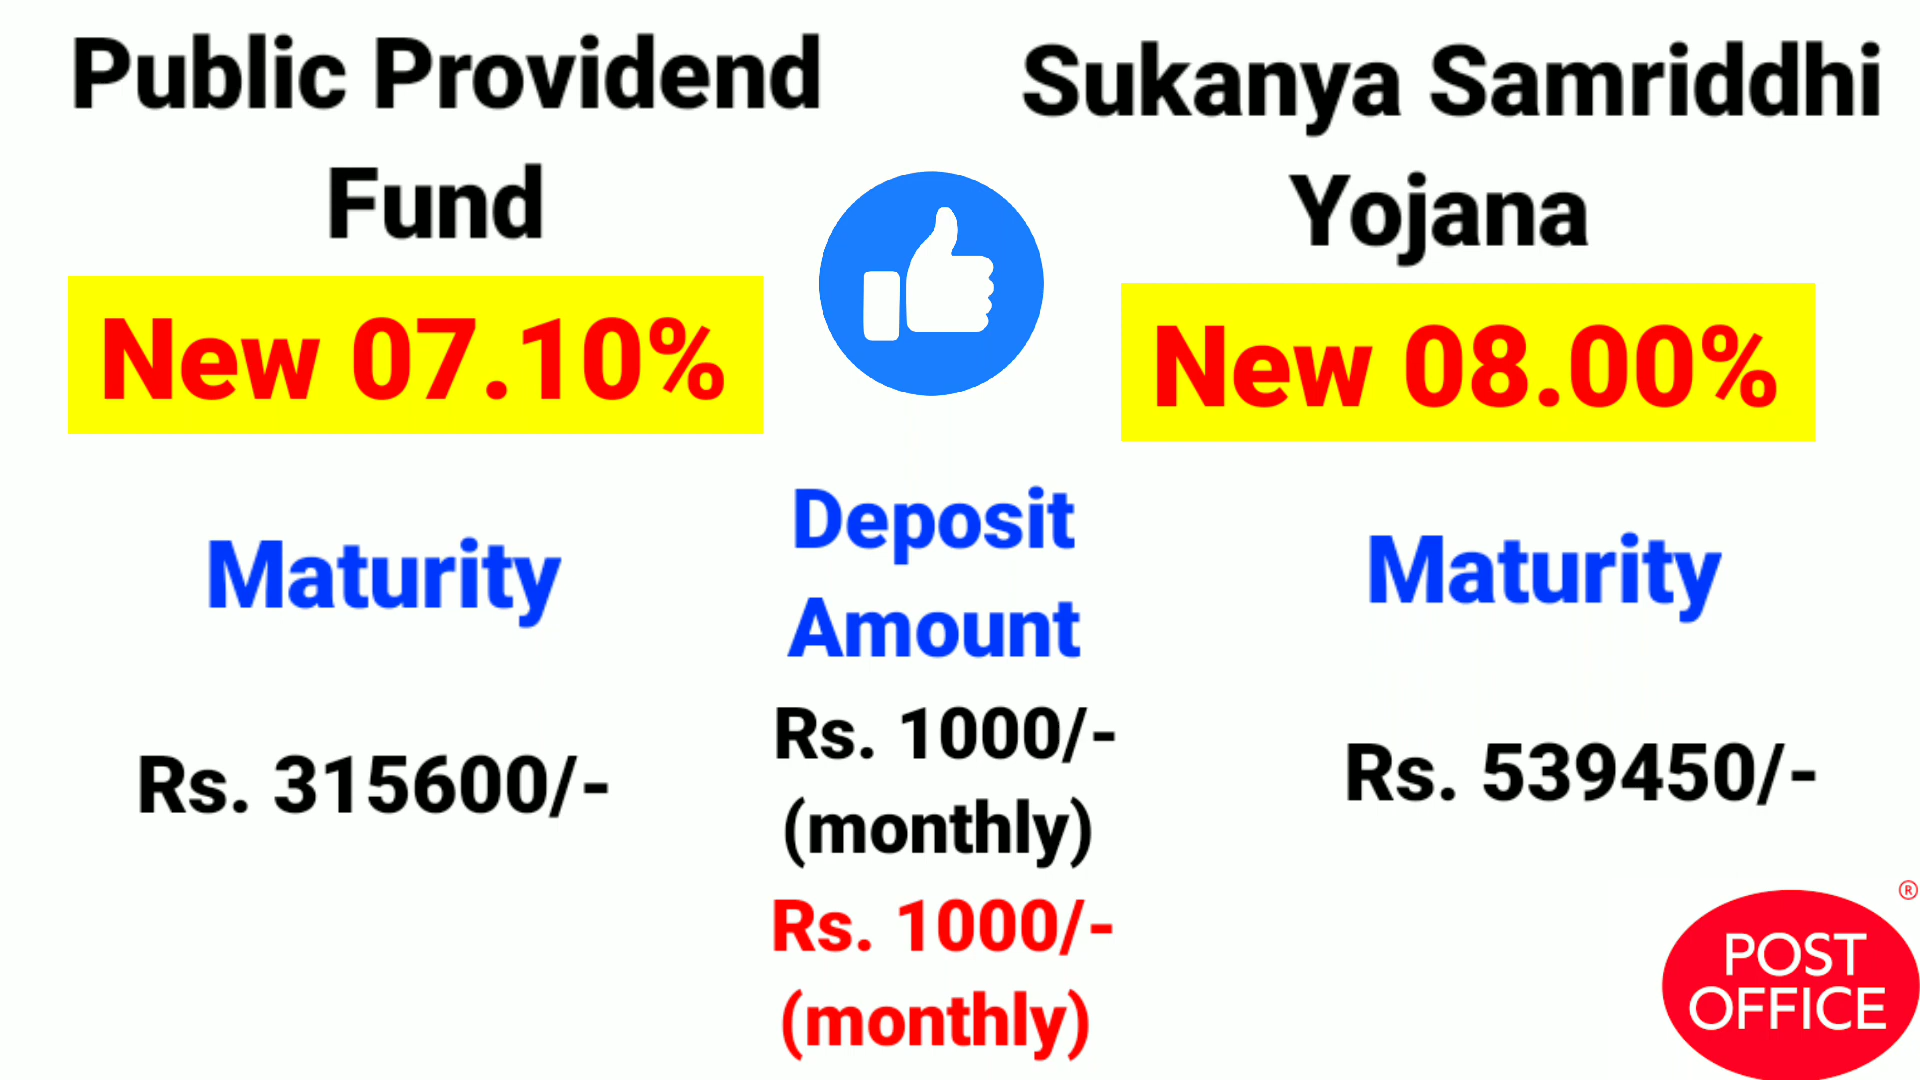 Public Providend
Fund
New 07.10%
Maturity
Rs. 315600/-
Deposit
Amount
Rs. 1000/-
(monthly)
Rs. 1000/-
(monthly)
Sukanya Samriddhi
Yojana
New 08.00%
Maturity
Rs. 539450/-
®
POST
OFFICE